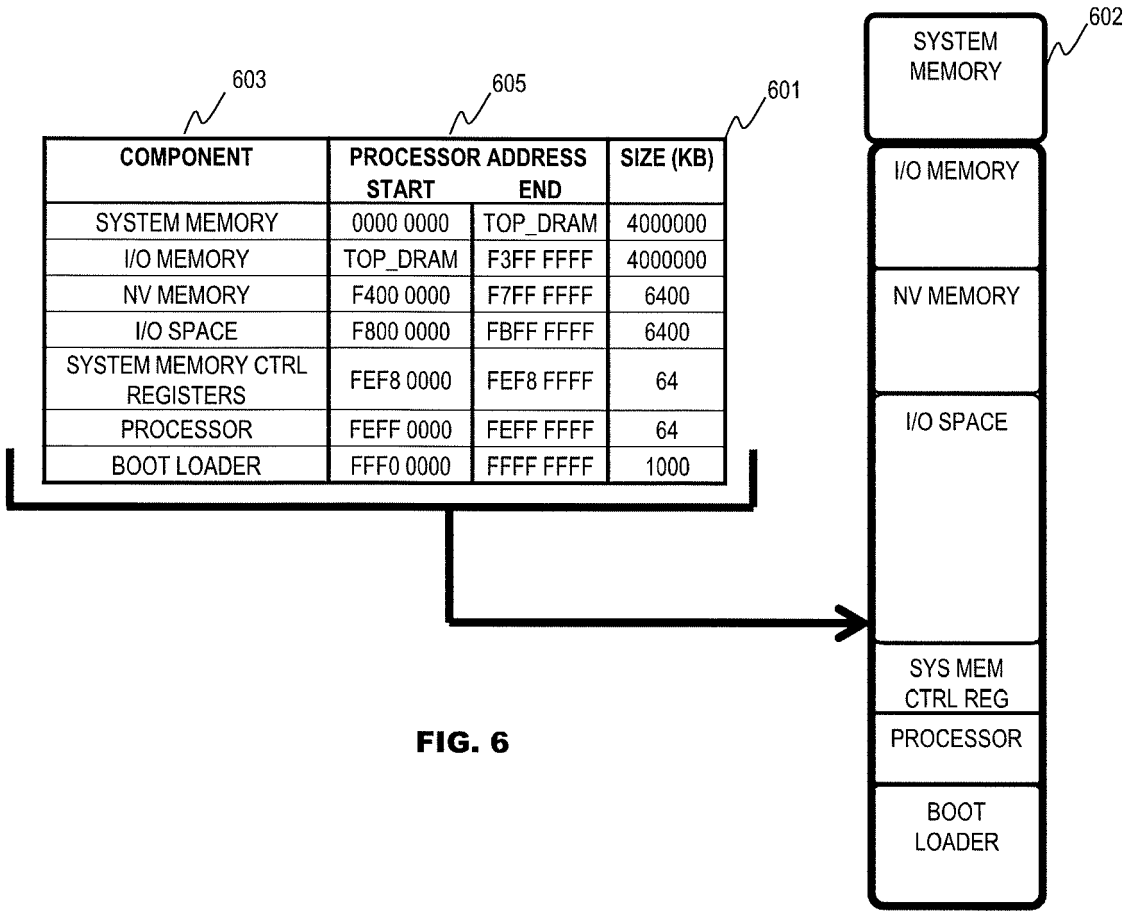 602
SYSTEM
MEMORY
603
605
601
COMPONENT PROCESSOR ADDRESS SIZE (KB)
START END
SYSTEM MEMORY 0000 0000 TOP_DRAM 4000000
I/O MEMORY TOP_DRAM F3FF FFFF 4000000
NV MEMORY F400 0000 F7FF FFFF 6400
I/O SPACE F800 0000 FBFF FFFF 6400
SYSTEM MEMORY CTRL
REGISTERS FEF8 0000 FEF8 FFFF 64
PROCESSOR FEFF 0000 FEFF FFFF 64
BOOT LOADER FFF0 0000 FFFF FFFF 1000
I/O MEMORY
NV MEMORY
I/O SPACE
SYS MEM
CTRL REG
PROCESSOR
BOOT
LOADER
FIG. 6